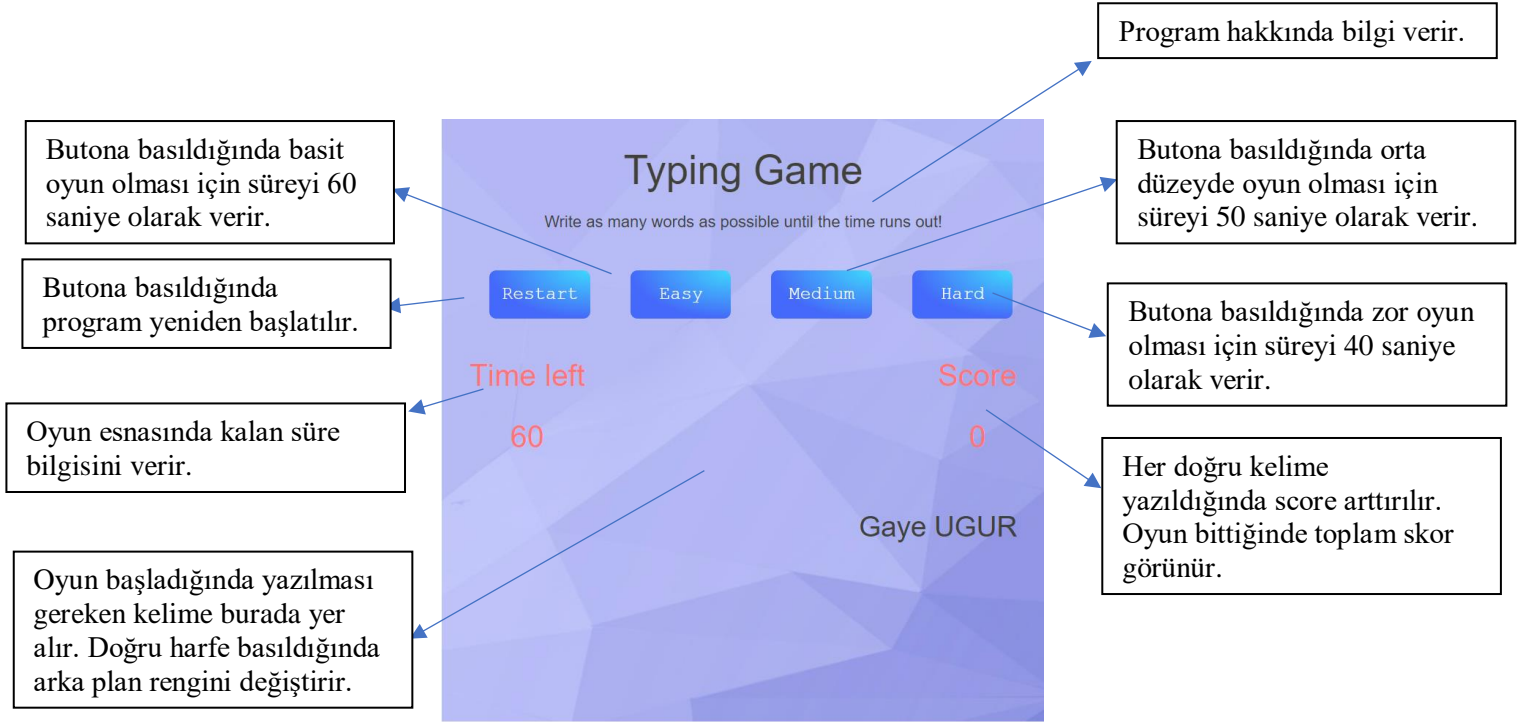 Program hakkında bilgi verir.
Butona basıldığında basit
oyun olması için süreyi 60
saniye olarak verir.
Butona basıldığında orta
düzeyde oyun olması için
süreyi 50 saniye olarak verir.
Typing Game
Write as many words as possible until the time runs out!
Butona basıldığında
program yeniden başlatılır.
Restart
Easy
Medium
Hard
Butona basıldığında zor oyun
olması için süreyi 40 saniye
olarak verir.
Time left
Score
60
0
Oyun esnasında kalan süre
bilgisini verir.
Her doğru kelime
yazıldığında score arttırılır.
Oyun bittiğinde toplam skor
görünür.
Gaye UGUR
Oyun başladığında yazılması
gereken kelime burada yer
alır. Doğru harfe basıldığında
arka plan rengini değiştirir.